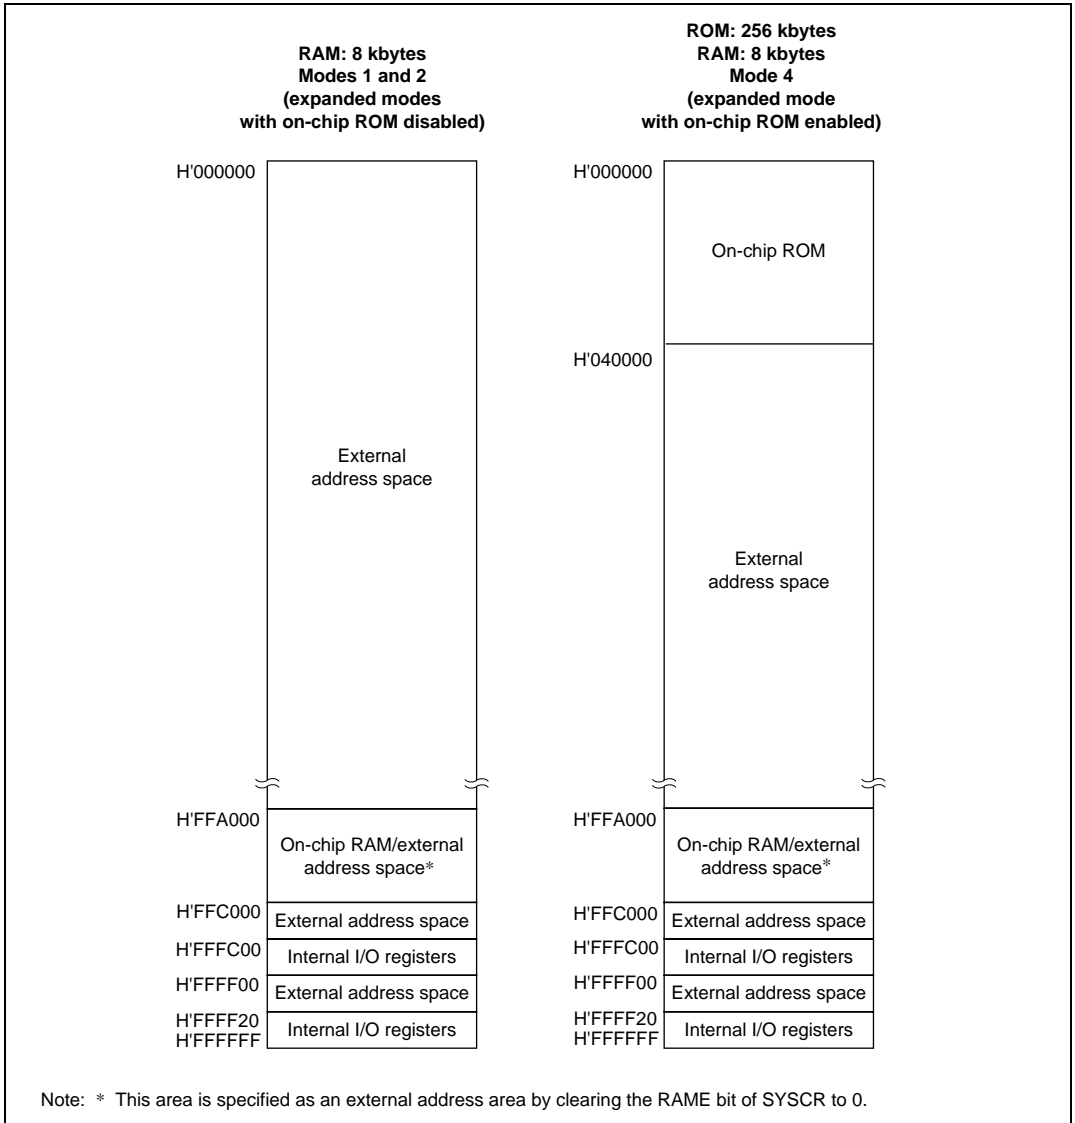 RAM: 8 kbytes
Modes 1 and 2
(expanded modes
with on-chip ROM disabled)
H'000000
External
address space
H'FFA000
On-chip RAM/external
address space*
H'FFC000
External address space
H'FFFC00
Internal I/O registers
H'FFFF00
External address space
H'FFFF20
Internal I/O registers
H'FFFFFF
ROM: 256 kbytes
RAM: 8 kbytes
Mode 4
(expanded mode
with on-chip ROM enabled)
H'000000
On-chip ROM
H'040000
External
address space
H'FFA000
On-chip RAM/external
address space*
H'FFC000
External address space
H'FFFC00
Internal I/O registers
H'FFFF00
External address space
H'FFFF20
Internal I/O registers
H'FFFFFF
Note: * This area is specified as an external address area by clearing the RAME bit of SYSCR to 0.